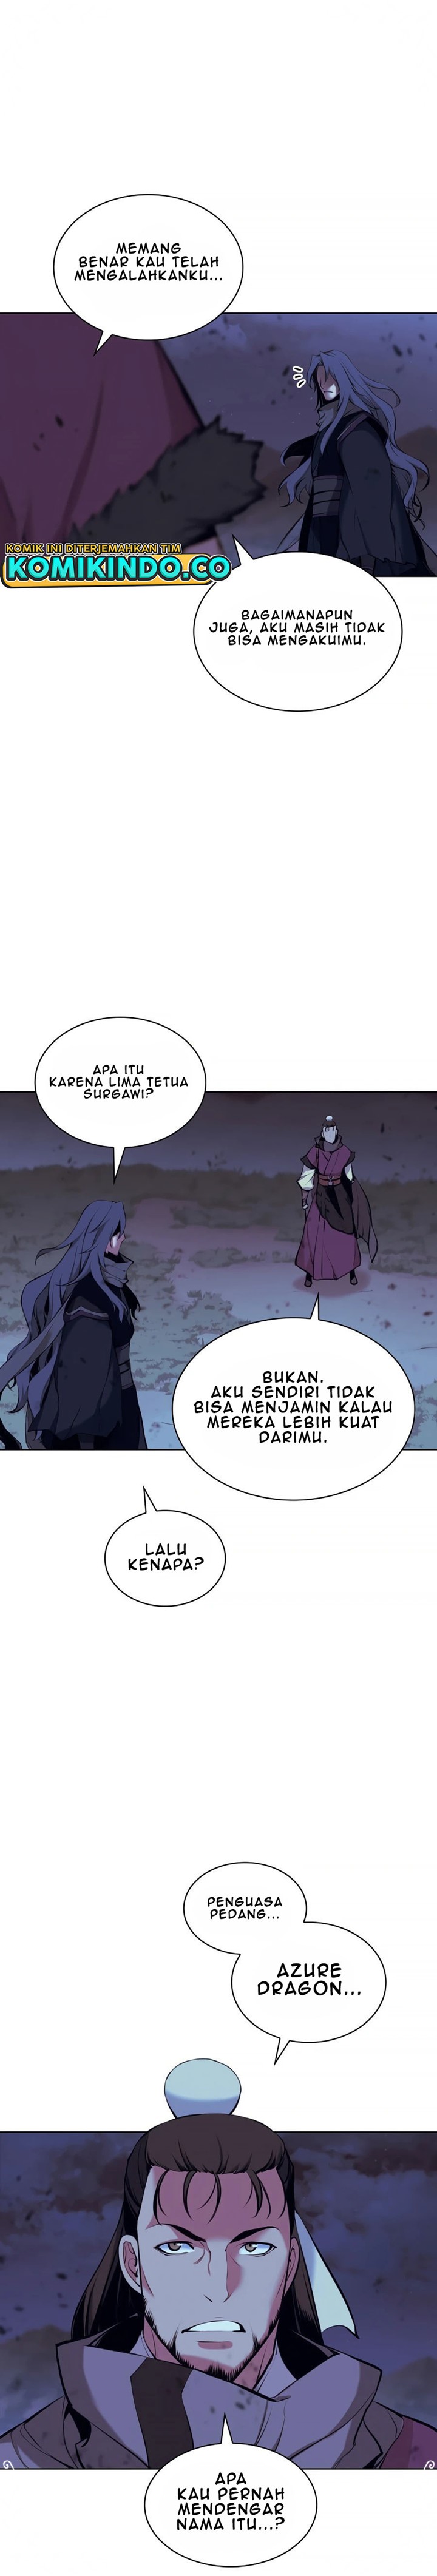 MEMANG
BENAR KAU TELAH
MENGALAHKANKU...
KOMIK INI DITERJEMAHKAN TIM
KOMIKINDO.CO
BAGAIMANAPUN
JUGA, AKU MASIH TIDAK
BISA MENGAKUIMU.
APA ITU
KARENA LIMA TETUA
SURGAWI?
BUKAN.
AKU SENDIRI TIDAK
BISA MENJAMIN KALAU
MEREKA LEBIH KUAT
DARIMU.
LALU
KENAPA?
PENGUASA
PEDANG...
AZURE
DRAGON...
APA
KAU PERNAH
MENDENGAR
NAMA ITU...?